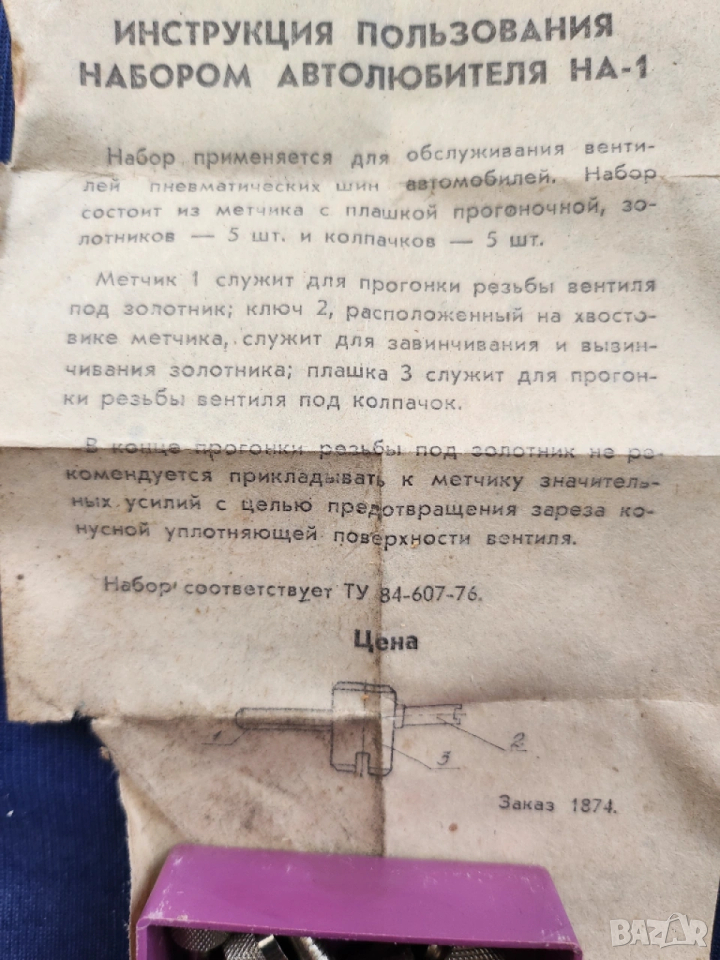 ИНСТРУКЦИЯ ПОЛЬЗОВАНИЯ
НАБОРОМ АВТОЛЮБИТЕЛЯ НА-1
Набор применяется для обслуживания венти-
лей пневматических шин автомобилей. Набор
состоит из метчика с плашкой прогоночной, зо-
лотников — 5 шт. и колпачков — 5 шт.
Метчик 1 служит для прогонки резьбы вентиля
под золотник; ключ 2, расположенный на хвосто-
вике метчика, служит для завинчивания и вывин-
чивания золотника; плашка 3 служит для прогон-
ки резьбы вентиля под колпачок.
В конце прогонки резьбы под золотник не ре-
комендуется прикладывать к метчику значитель-
ных усилий с целью предотвращения зареза ко-
нусной уплотняющей поверхности вентиля.
Набор соответствует ТУ 84-607-76.
Цена
1
2
3
Заказ 1874.
BAZAR